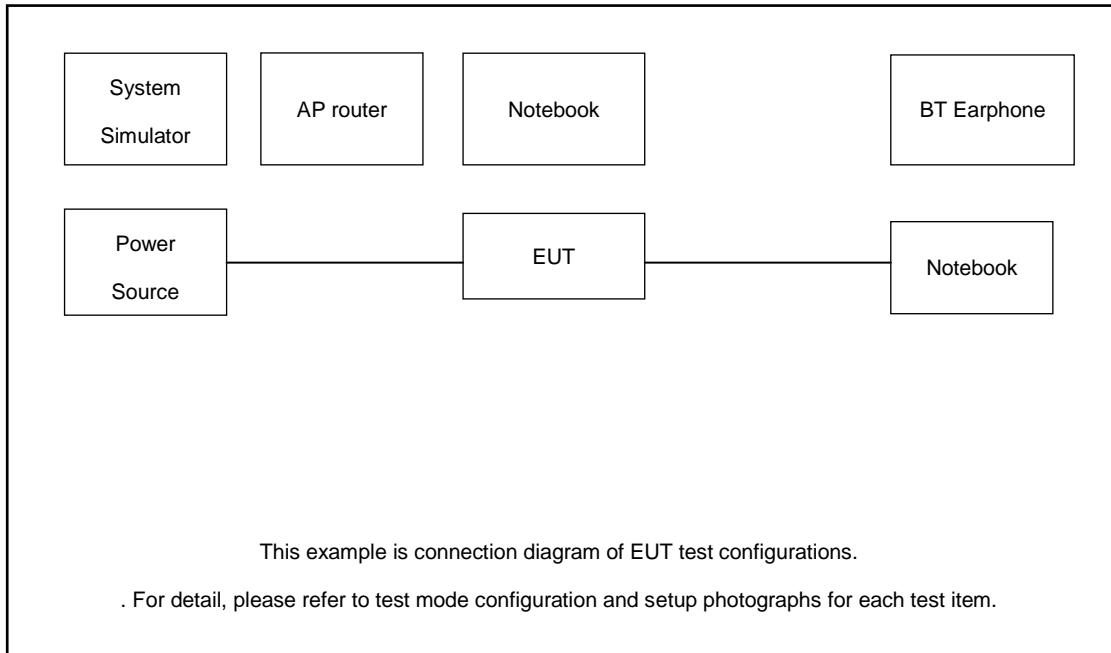 System
Simulator
AP router
Notebook
BT Earphone
Power
Source
EUT
Notebook
This example is connection diagram of EUT test configurations.
. For detail, please refer to test mode configuration and setup photographs for each test item.